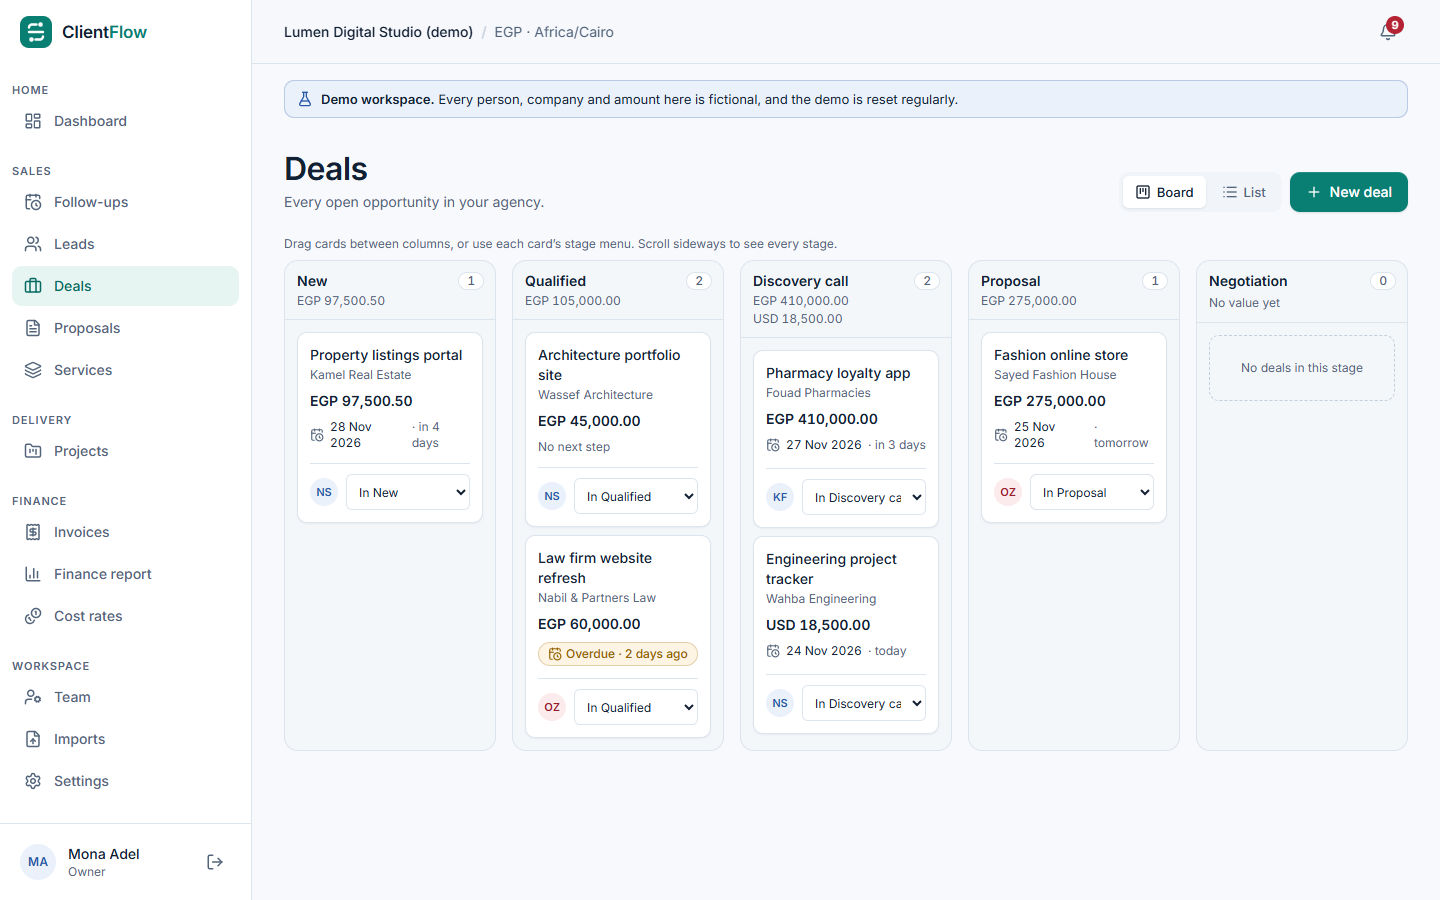 ClientFlow
HOME
Dashboard
SALES
Follow-ups
Leads
Deals
Proposals
Services
DELIVERY
Projects
FINANCE
Invoices
Finance report
Cost rates
WORKSPACE
Team
Imports
Settings
MA
Mona Adel
Owner
Lumen Digital Studio (demo) / EGP · Africa/Cairo
9
Demo workspace. Every person, company and amount here is fictional, and the demo is reset regularly.
Deals
Every open opportunity in your agency.
Board
List
New deal
Drag cards between columns, or use each card’s stage menu. Scroll sideways to see every stage.
New 1
EGP 97,500.50
Property listings portal
Kamel Real Estate
EGP 97,500.50
28 Nov 2026 · in 4 days
NS
In New
Qualified 2
EGP 105,000.00
Architecture portfolio
site
Wassef Architecture
EGP 45,000.00
No next step
NS
In Qualified
Law firm website
refresh
Nabil & Partners Law
EGP 60,000.00
Overdue · 2 days ago
OZ
In Qualified
Discovery call 2
EGP 410,000.00
USD 18,500.00
Pharmacy loyalty app
Fouad Pharmacies
EGP 410,000.00
27 Nov 2026 · in 3 days
KF
In Discovery ca
Engineering project
tracker
Wahba Engineering
USD 18,500.00
24 Nov 2026 · today
NS
In Discovery ca
Proposal 1
EGP 275,000.00
Fashion online store
Sayed Fashion House
EGP 275,000.00
25 Nov 2026 · tomorrow
OZ
In Proposal
Negotiation 0
No value yet
No deals in this stage